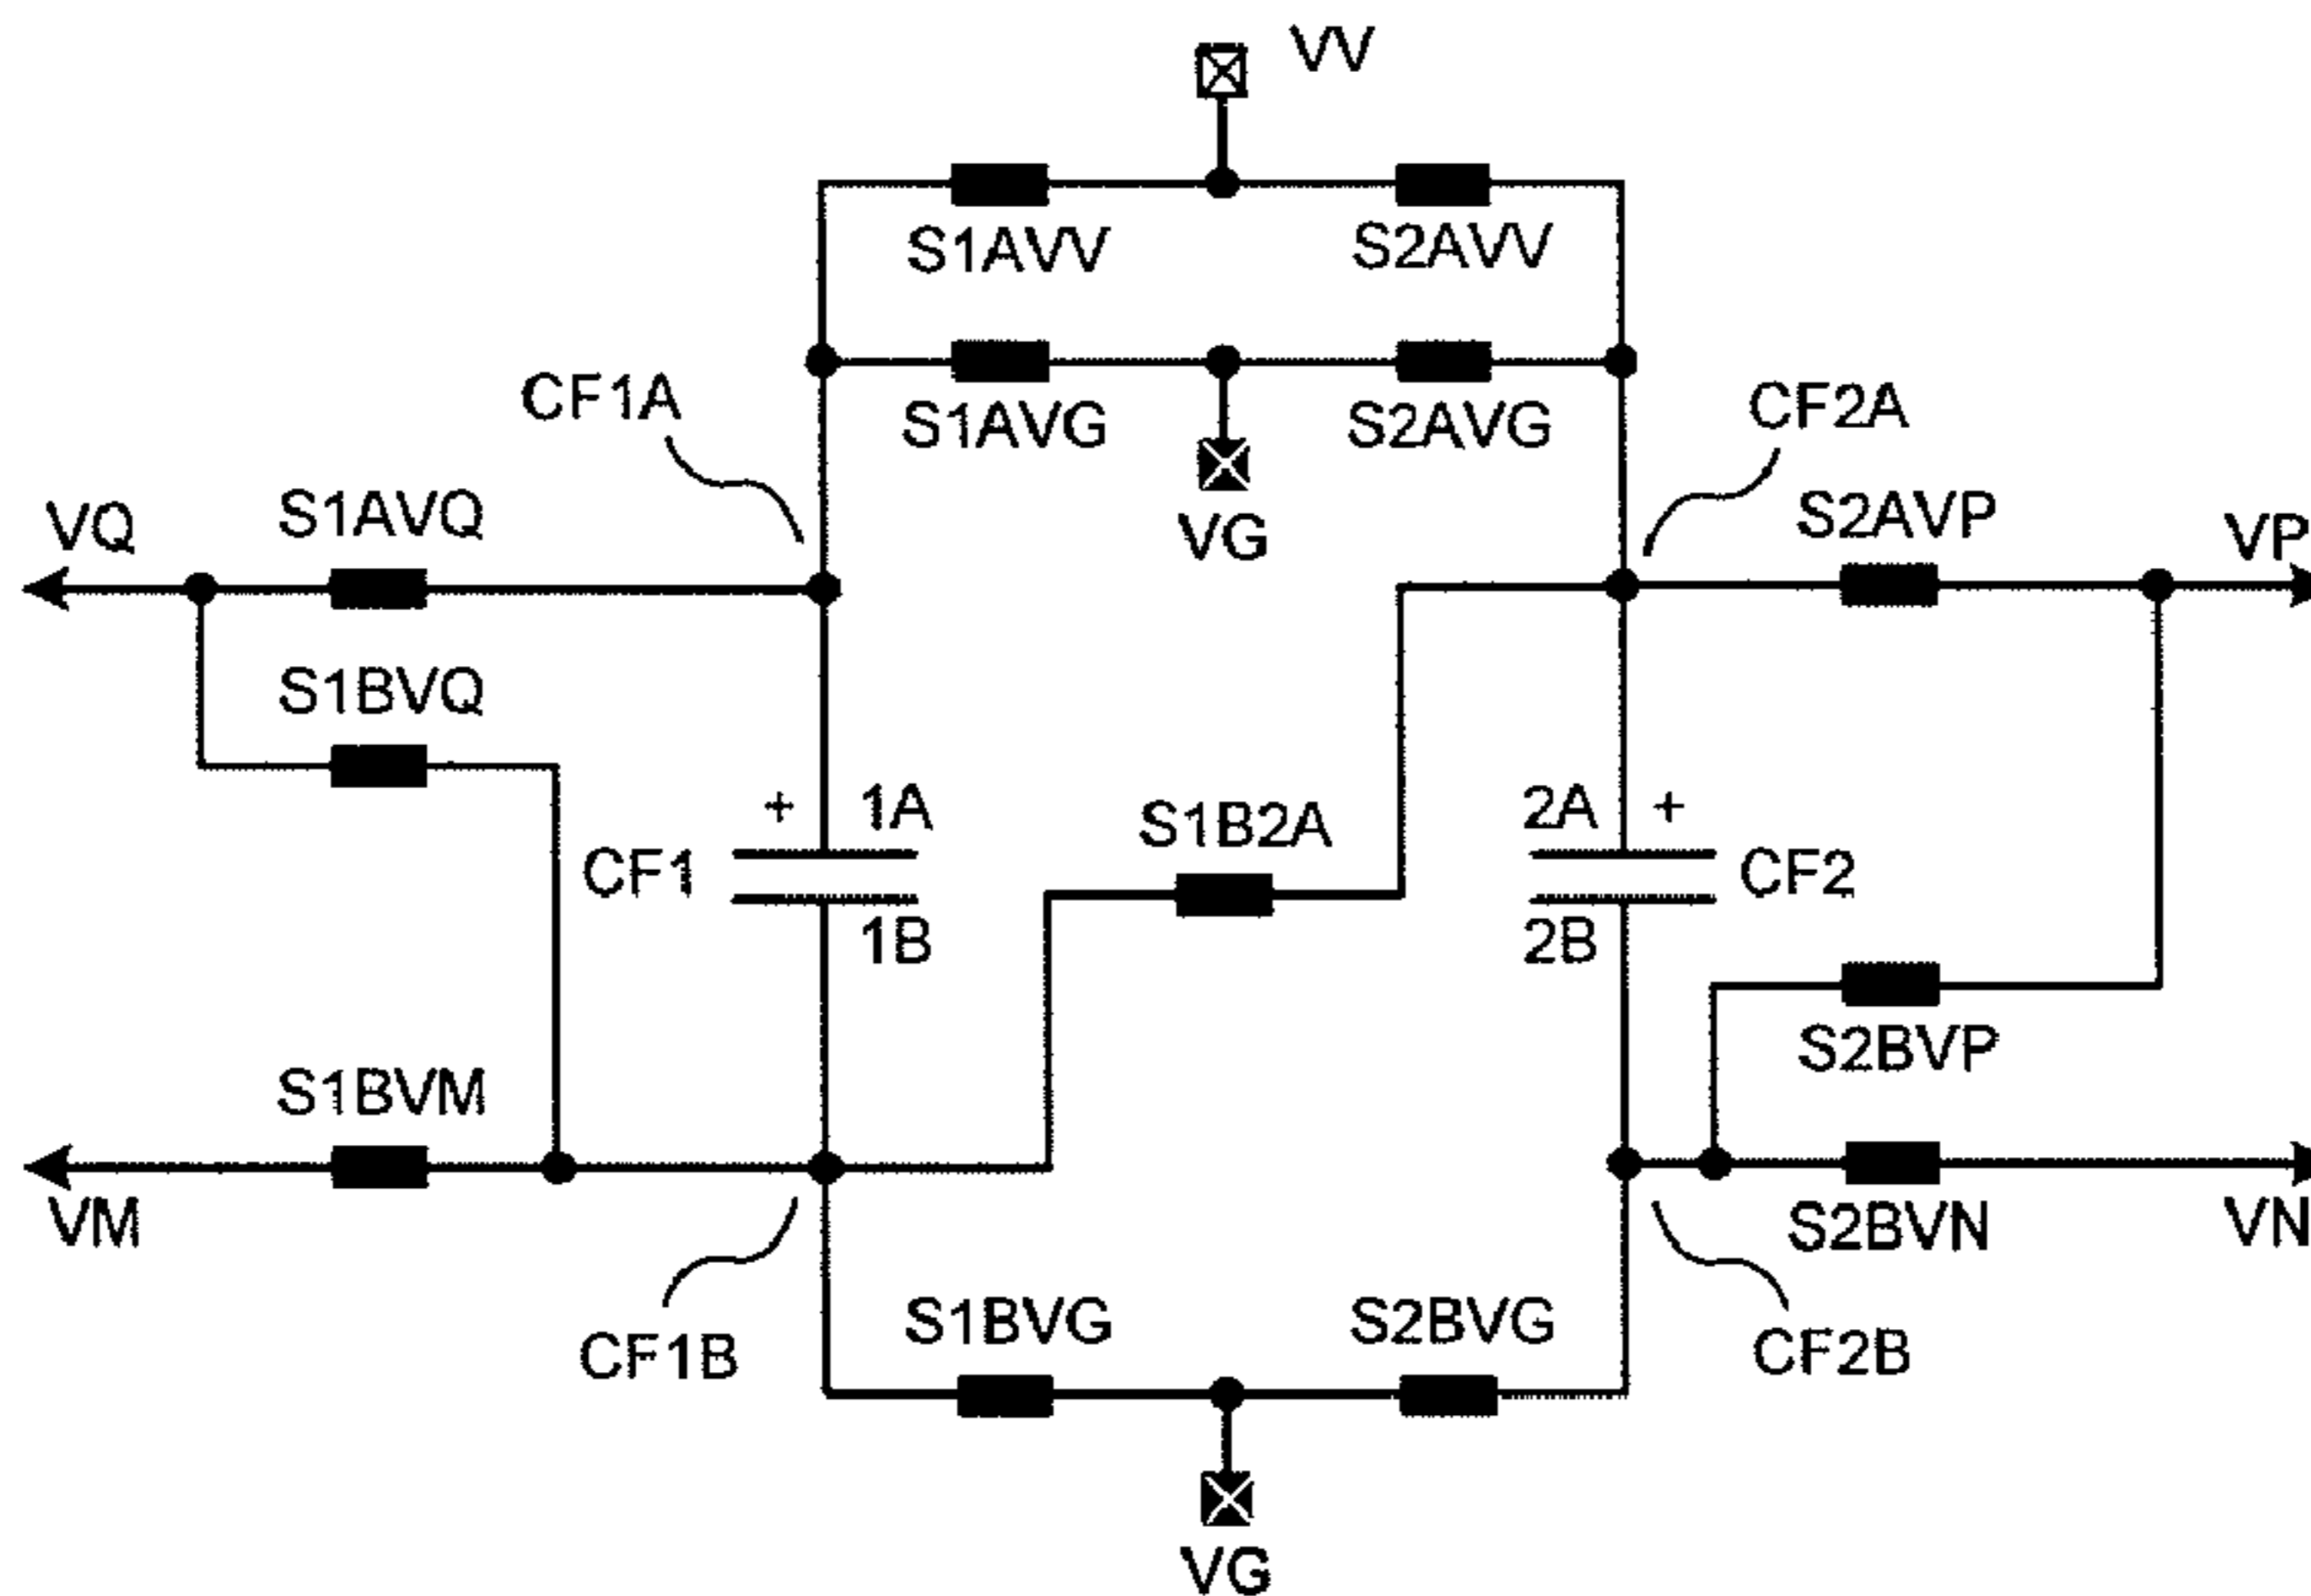 VV
S1AVV S2AVV
CF1A S1AVG S2AVG CF2A
VQ S1AVQ VG S2AVP VP
S1BVQ
+ 1A S1B2A 2A +
CF1 CF2
1B 2B
S2BVP
S1BVM
VM S2BVN VN
CF1B S1BVG S2BVG CF2B
VG